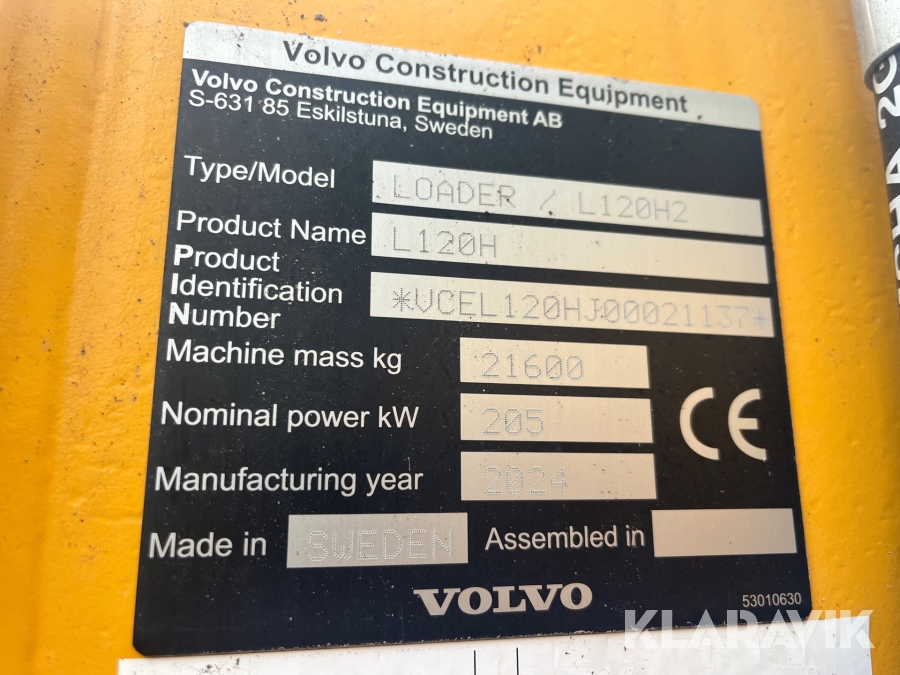 Volvo Construction Equipment
Volvo Construction Equipment AB
S-631 85 Eskilstuna, Sweden
Type/Model LOADER / L120H2
Product Name L120H
Product
Identification
Number *VCEL120HJ00021137*
Machine mass kg 21600
Nominal power kW 205
CE
Manufacturing year 2024
Made in SWEDEN Assembled in
VOLVO
53010630
KLARAVIK